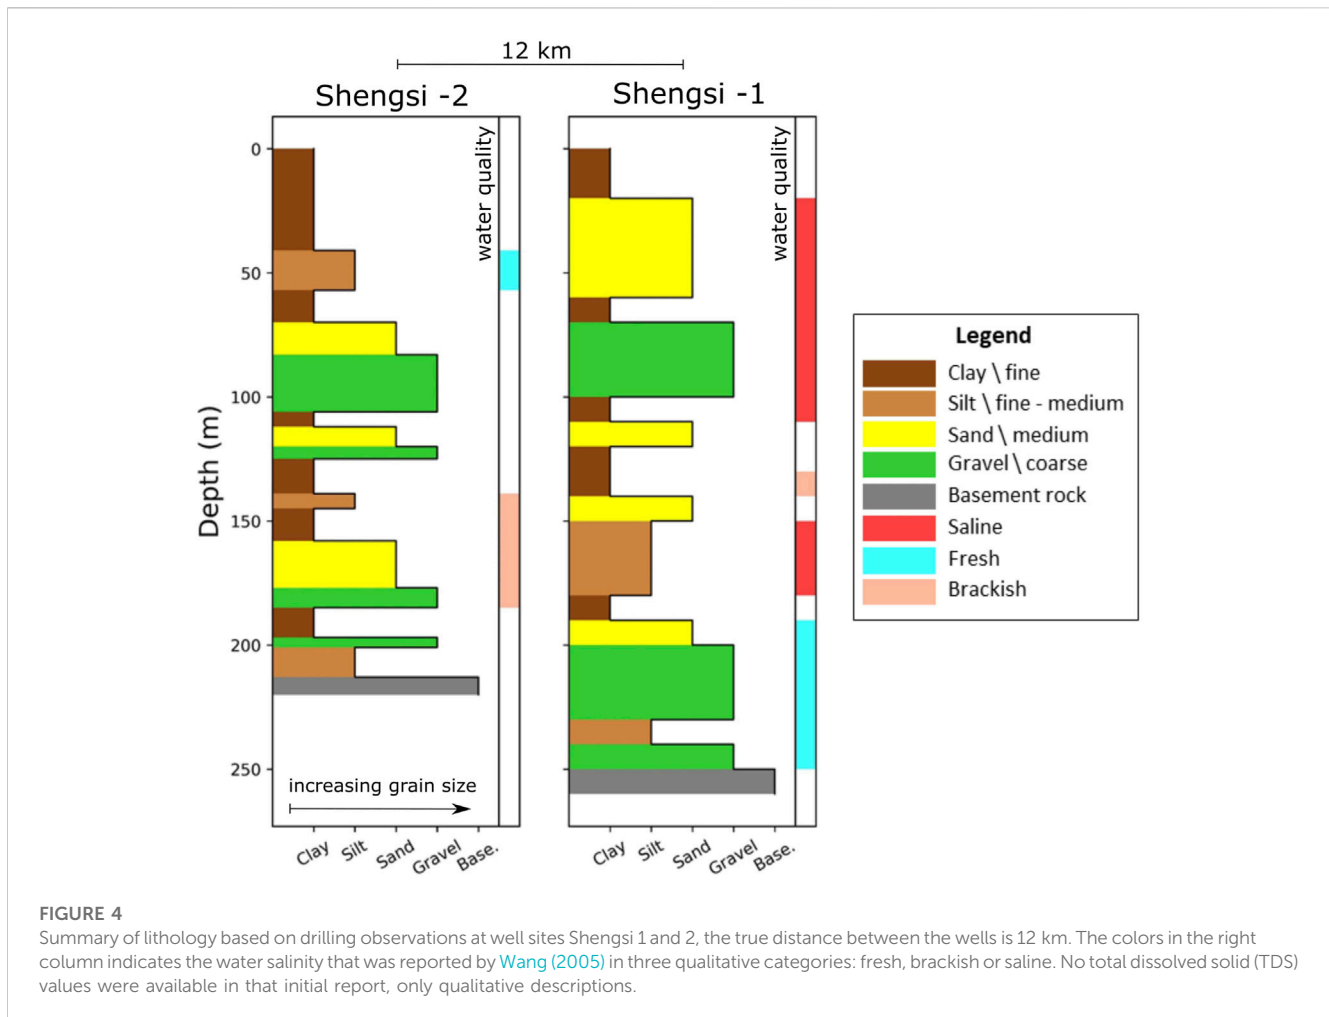 12 km
Shengsi -2
Shengsi -1
water quality
water quality
0
50
100
150
200
250
Depth (m)
increasing grain size
Clay
Silt
Sand
Gravel
Base.
Clay
Silt
Sand
Gravel
Base.
Legend
Clay \ fine
Silt \ fine - medium
Sand \ medium
Gravel \ coarse
Basement rock
Saline
Fresh
Brackish
FIGURE 4
Summary of lithology based on drilling observations at well sites Shengsi 1 and 2, the true distance between the wells is 12 km. The colors in the right
column indicates the water salinity that was reported by Wang (2005) in three qualitative categories: fresh, brackish or saline. No total dissolved solid (TDS)
values were available in that initial report, only qualitative descriptions.